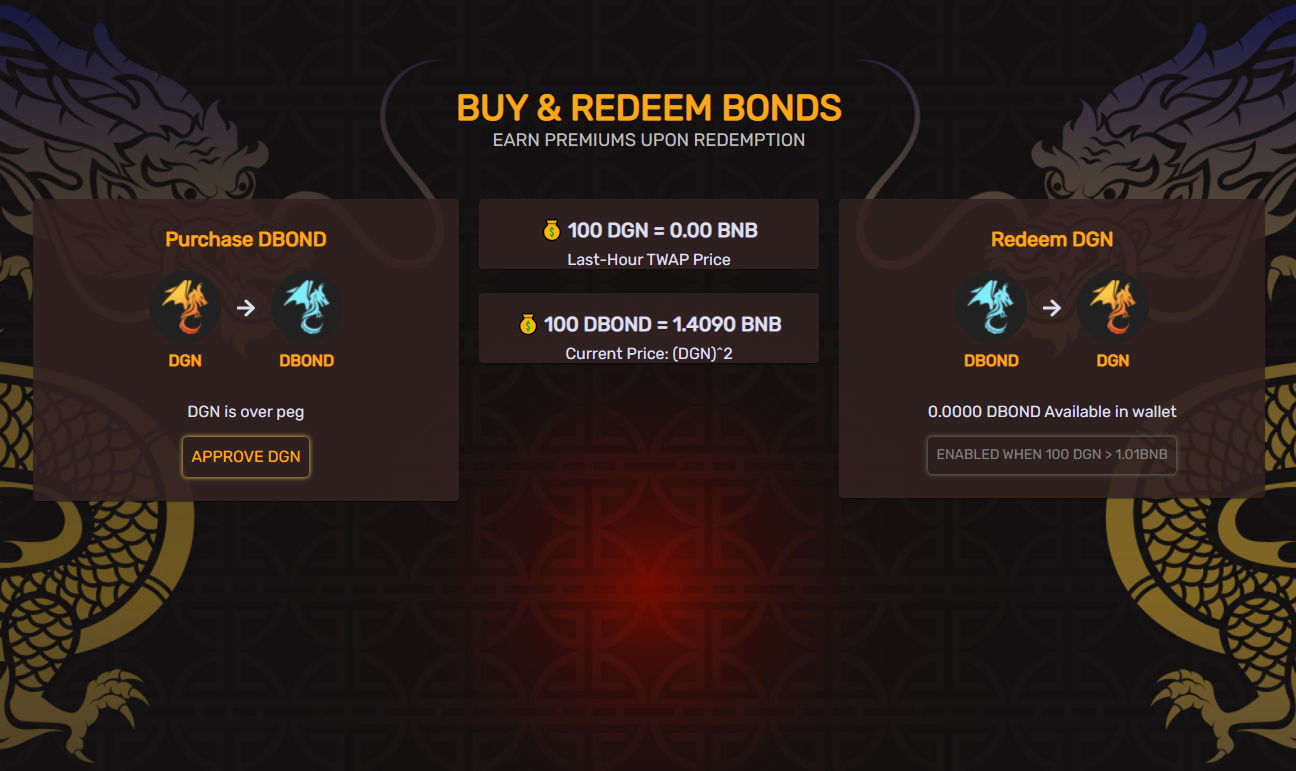 BUY & REDEEM BONDS
EARN PREMIUMS UPON REDEMPTION
Purchase DBOND
DGN
DBOND
DGN is over peg
APPROVE DGN
100 DGN = 0.00 BNB
Last-Hour TWAP Price
100 DBOND = 1.4090 BNB
Current Price: (DGN)^2
Redeem DGN
DBOND
DGN
0.0000 DBOND Available in wallet
ENABLED WHEN 100 DGN > 1.01BNB